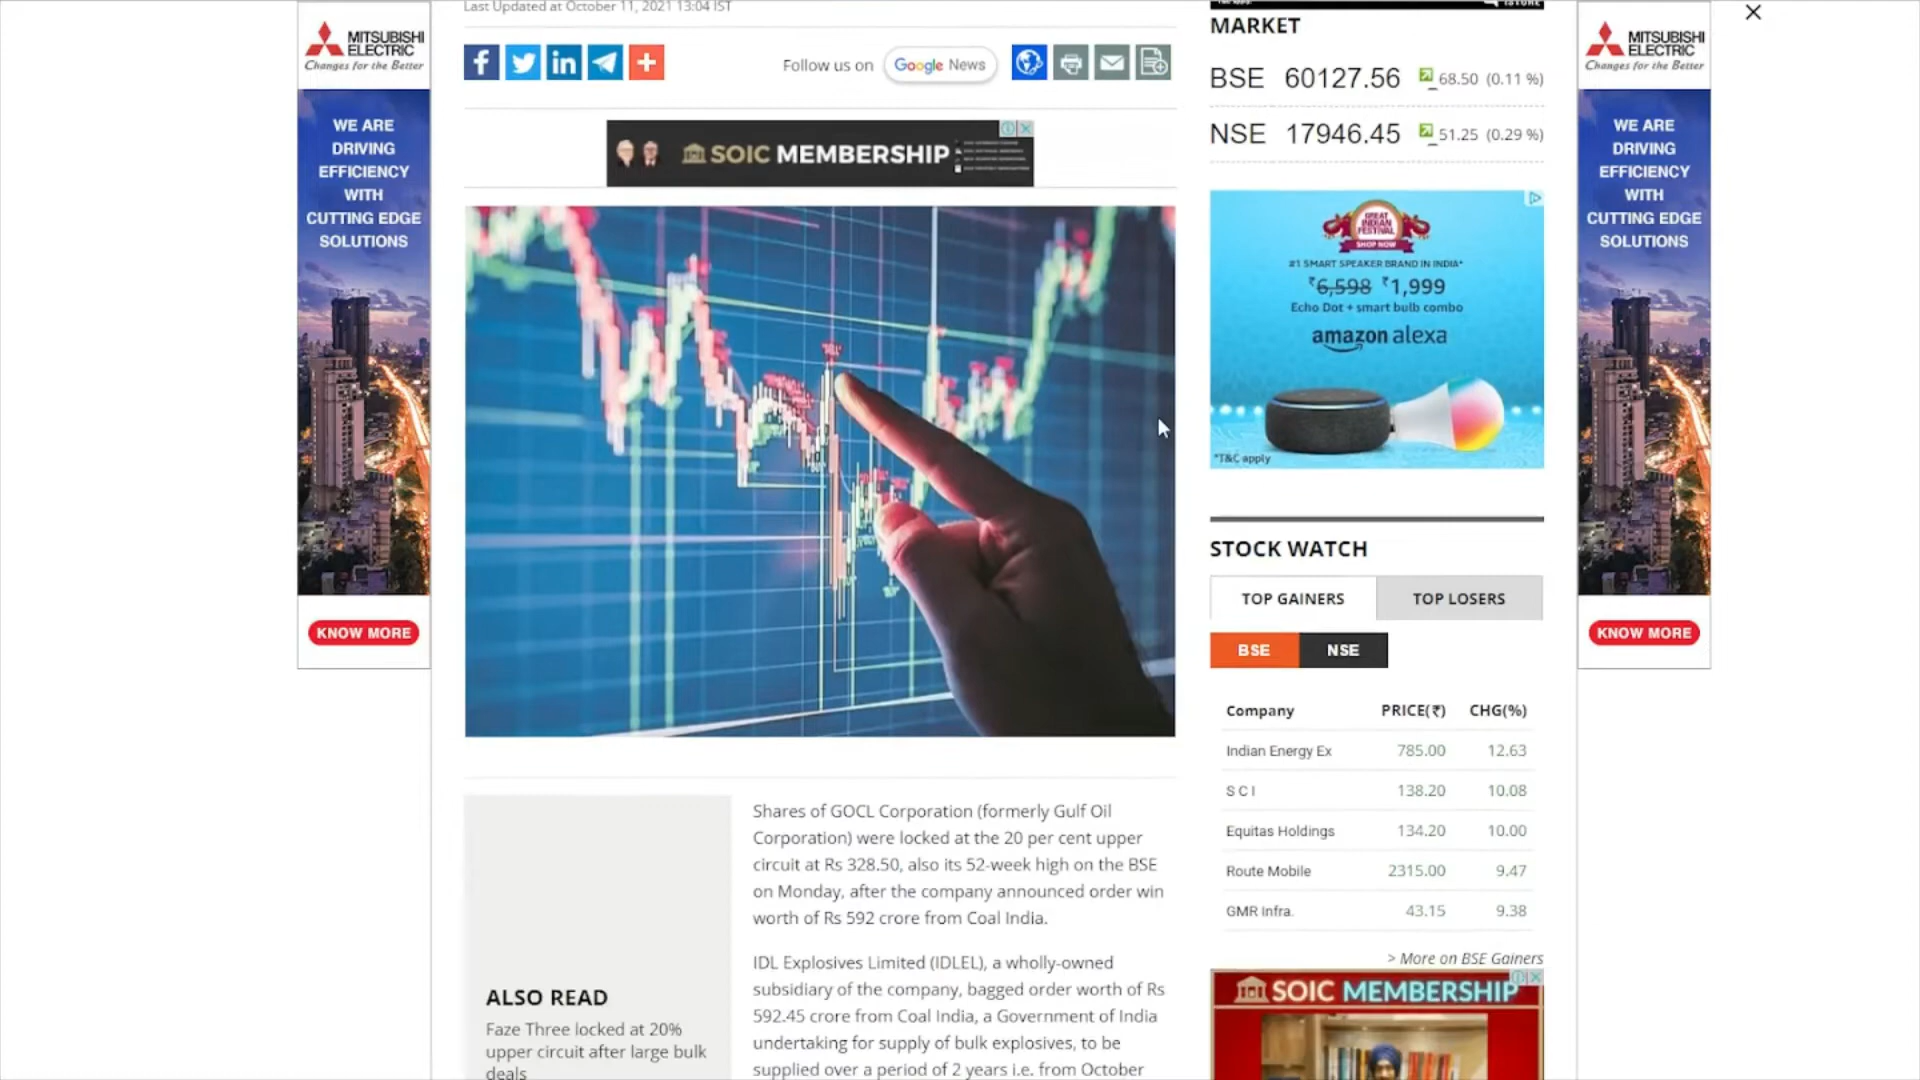 Last Updated at October 11, 2021 13:04 IST
Follow us on
Google News
SOIC MEMBERSHIP
MITSUBISHI
ELECTRIC
Changes for the Better
WE ARE
DRIVING
EFFICIENCY
WITH
CUTTING EDGE
SOLUTIONS
KNOW MORE
Shares of GOCL Corporation (formerly Gulf Oil
Corporation) were locked at the 20 per cent upper
circuit at Rs 328.50, also its 52-week high on the BSE
on Monday, after the company announced order win
worth of Rs 592 crore from Coal India.
IDL Explosives Limited (IDLEL), a wholly-owned
subsidiary of the company, bagged order worth of Rs
592.45 crore from Coal India, a Government of India
undertaking for supply of bulk explosives, to be
supplied over a period of 2 years i.e. from October
ALSO READ
Faze Three locked at 20%
upper circuit after large bulk
deals
MARKET
BSE 60127.56 68.50 (0.11 %)
NSE 17946.45 51.25 (0.29 %)
GREAT
INDIAN
FESTIVAL
SHOP NOW
#1 SMART SPEAKER BRAND IN INDIA*
₹6,598 ₹1,999
Echo Dot + smart bulb combo
amazon alexa
*T&C apply
STOCK WATCH
TOP GAINERS TOP LOSERS
BSE NSE
Company PRICE(₹) CHG(%)
Indian Energy Ex 785.00 12.63
S C I 138.20 10.08
Equitas Holdings 134.20 10.00
Route Mobile 2315.00 9.47
GMR Infra. 43.15 9.38
> More on BSE Gainers
SOIC MEMBERSHIP
MITSUBISHI
ELECTRIC
Changes for the Better
WE ARE
DRIVING
EFFICIENCY
WITH
CUTTING EDGE
SOLUTIONS
KNOW MORE